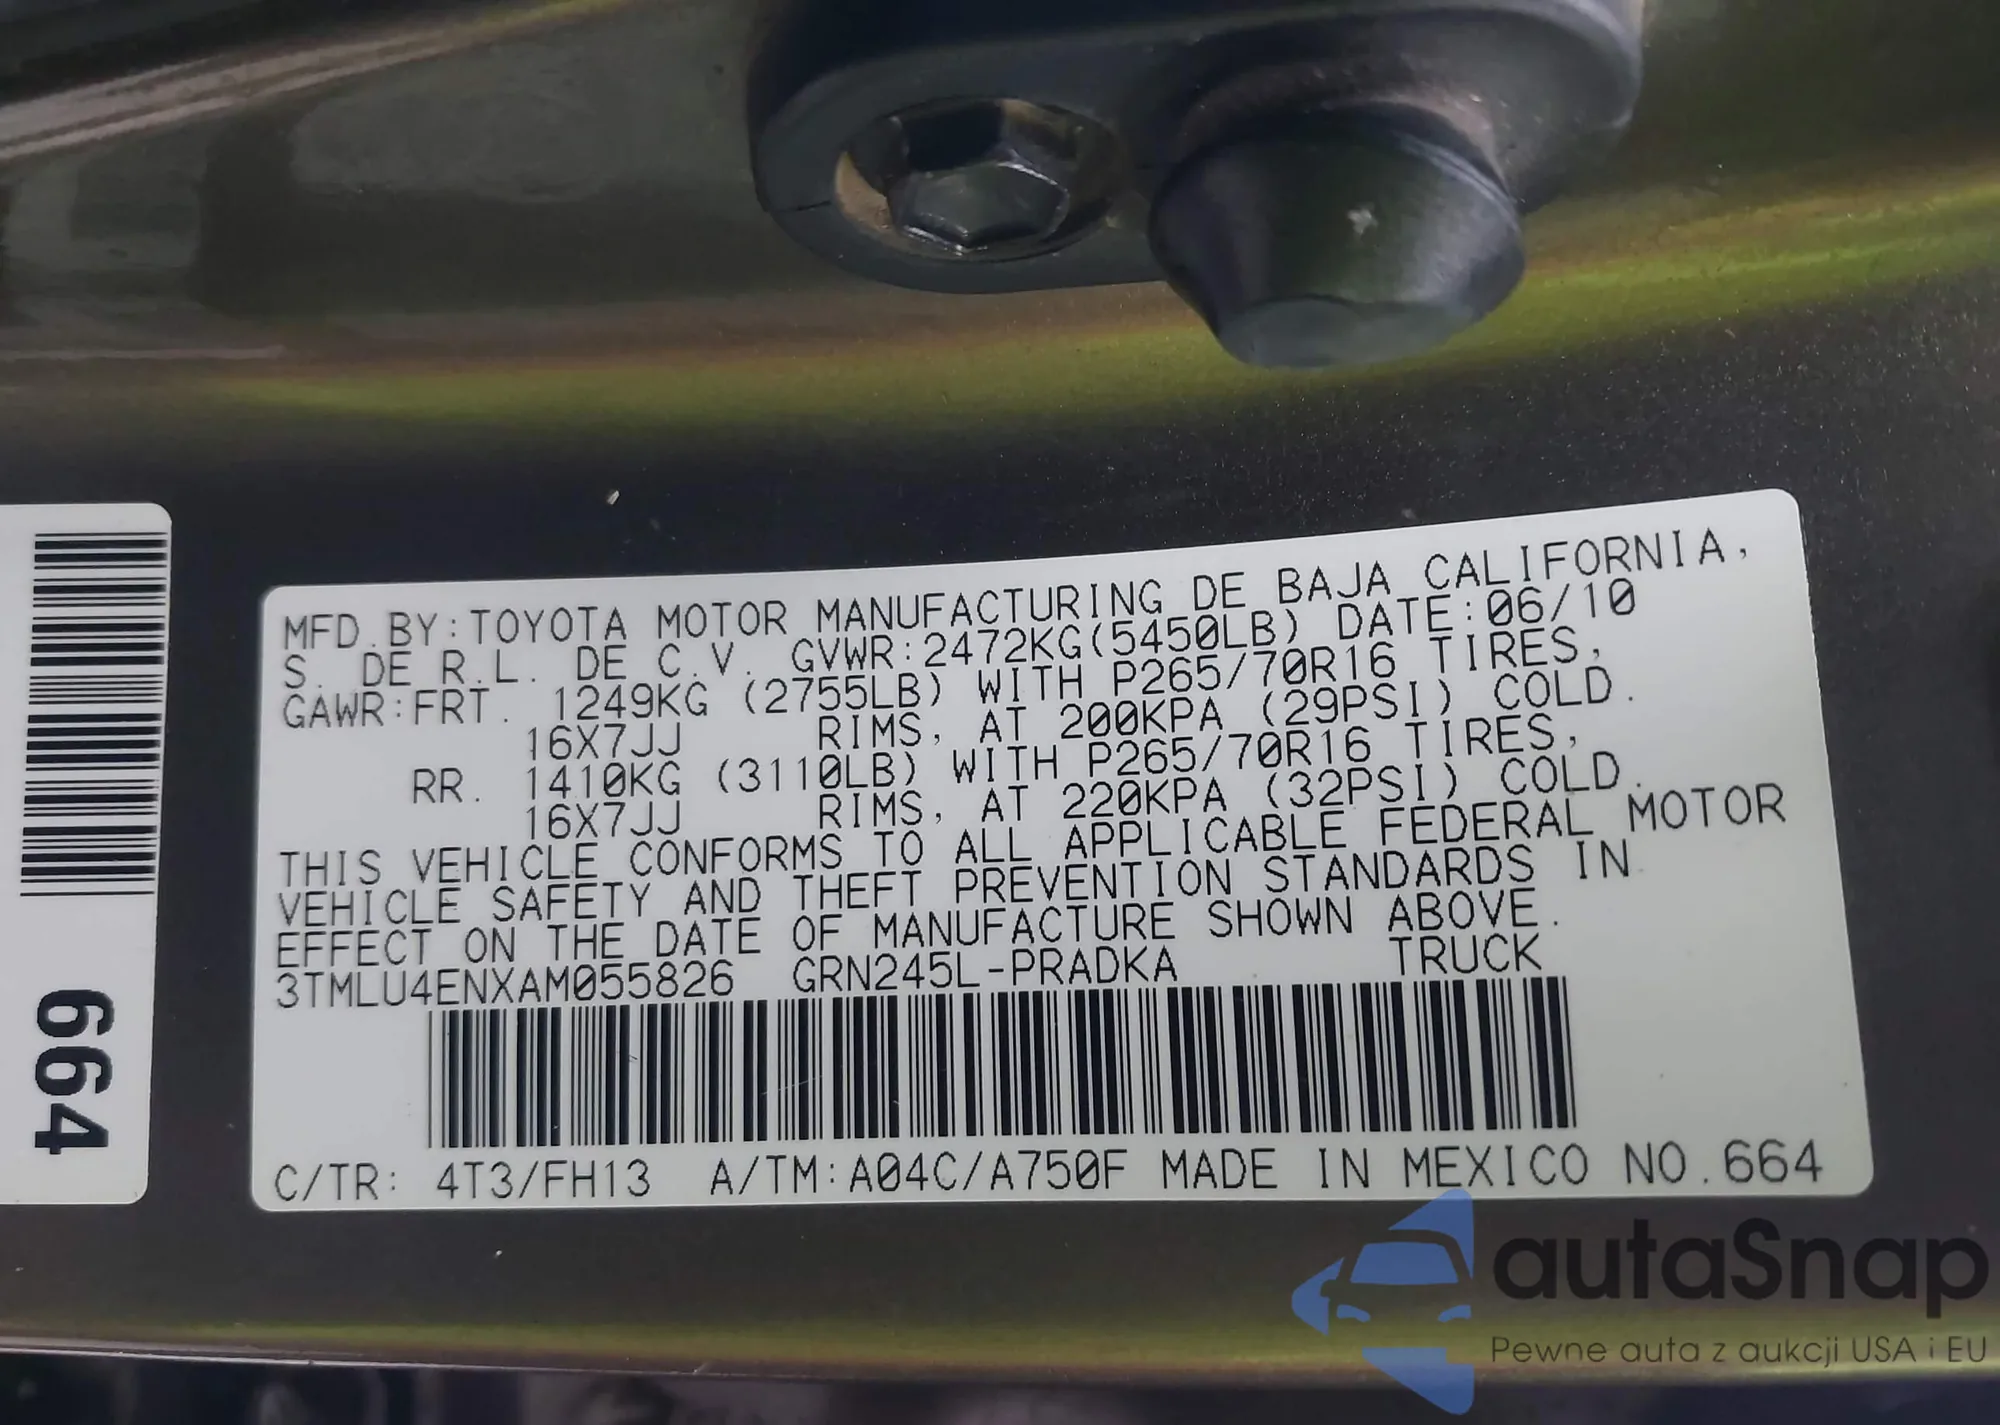 MFD.BY:TOYOTA MOTOR MANUFACTURING DE BAJA CALIFORNIA,
S. DE R.L. DE C.V. GVWR:2472KG(5450LB) DATE:06/10
GAWR:FRT. 1249KG (2755LB) WITH P265/70R16 TIRES,
16X7JJ RIMS, AT 200KPA (29PSI) COLD.
RR. 1410KG (3110LB) WITH P265/70R16 TIRES,
16X7JJ RIMS, AT 220KPA (32PSI) COLD.
THIS VEHICLE CONFORMS TO ALL APPLICABLE FEDERAL MOTOR
VEHICLE SAFETY AND THEFT PREVENTION STANDARDS IN
EFFECT ON THE DATE OF MANUFACTURE SHOWN ABOVE.
3TMLU4ENXAM055826 GRN245L-PRADKA TRUCK
C/TR: 4T3/FH13 A/TM:A04C/A750F MADE IN MEXICO NO.664
664
autaSnap
Pewne auta z aukcji USA i EU